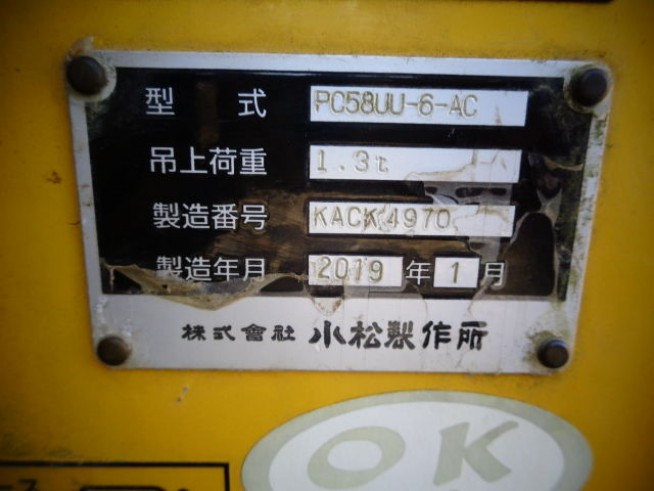 型 式 PC58UU-6-AC
吊上荷重 1.3t
製造番号 KACK4970
製造年月 2019 年 1 月
株式會社 小松製作所
OK